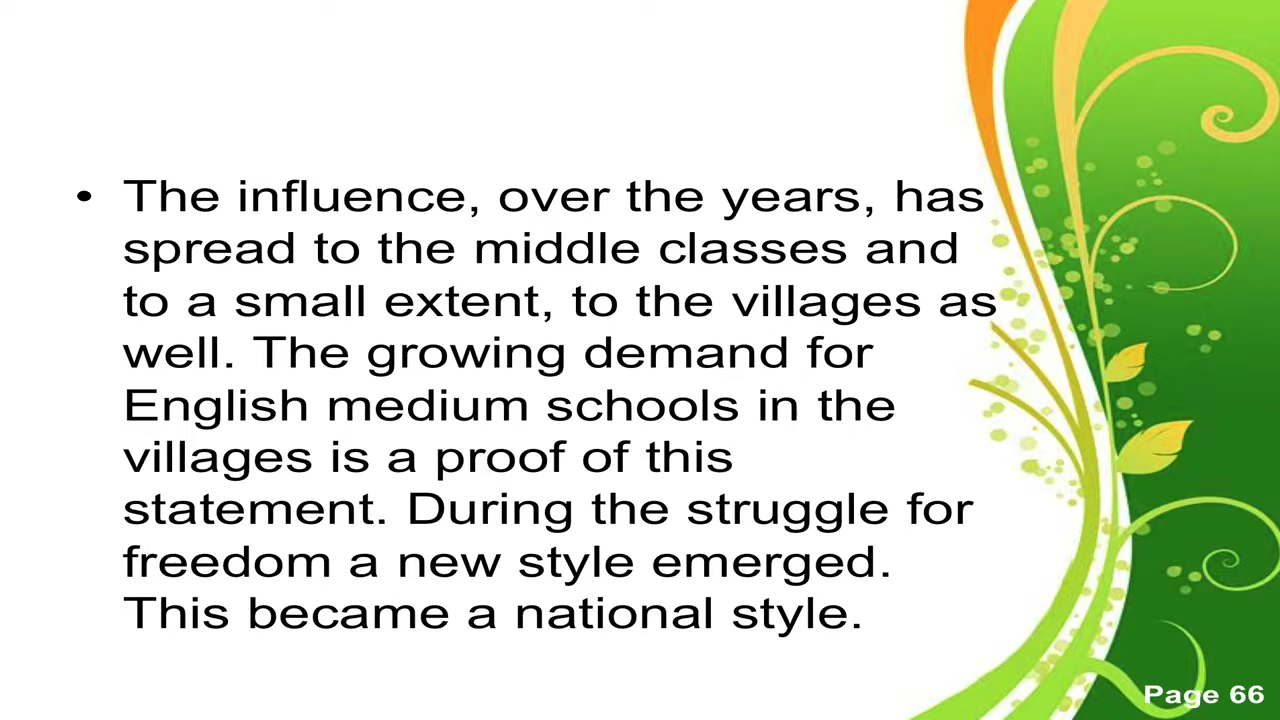 • The influence, over the years, has
spread to the middle classes and
to a small extent, to the villages as
well. The growing demand for
English medium schools in the
villages is a proof of this
statement. During the struggle for
freedom a new style emerged.
This became a national style.
Page 66